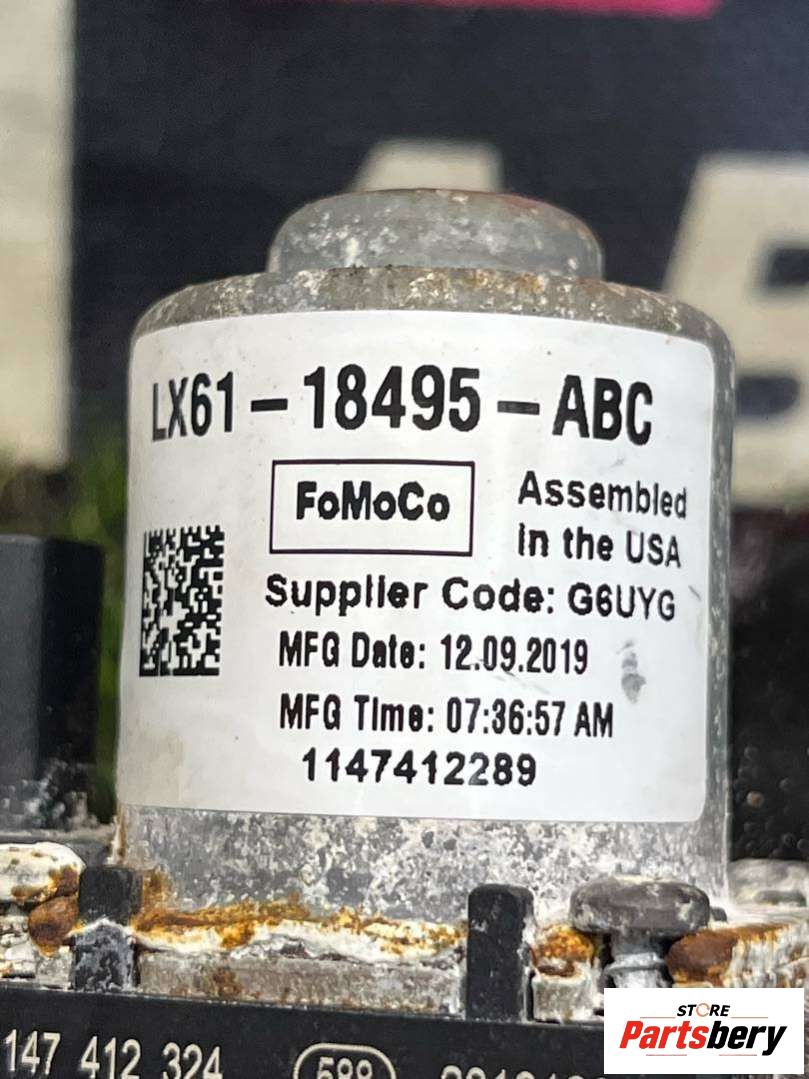 LX61-18495-ABC
FoMoCo
Assembled
in the USA
Supplier Code: G6UYG
MFG Date: 12.09.2019
MFG Time: 07:36:57 AM
1147412289
147 412 324
STORE
Partsbery